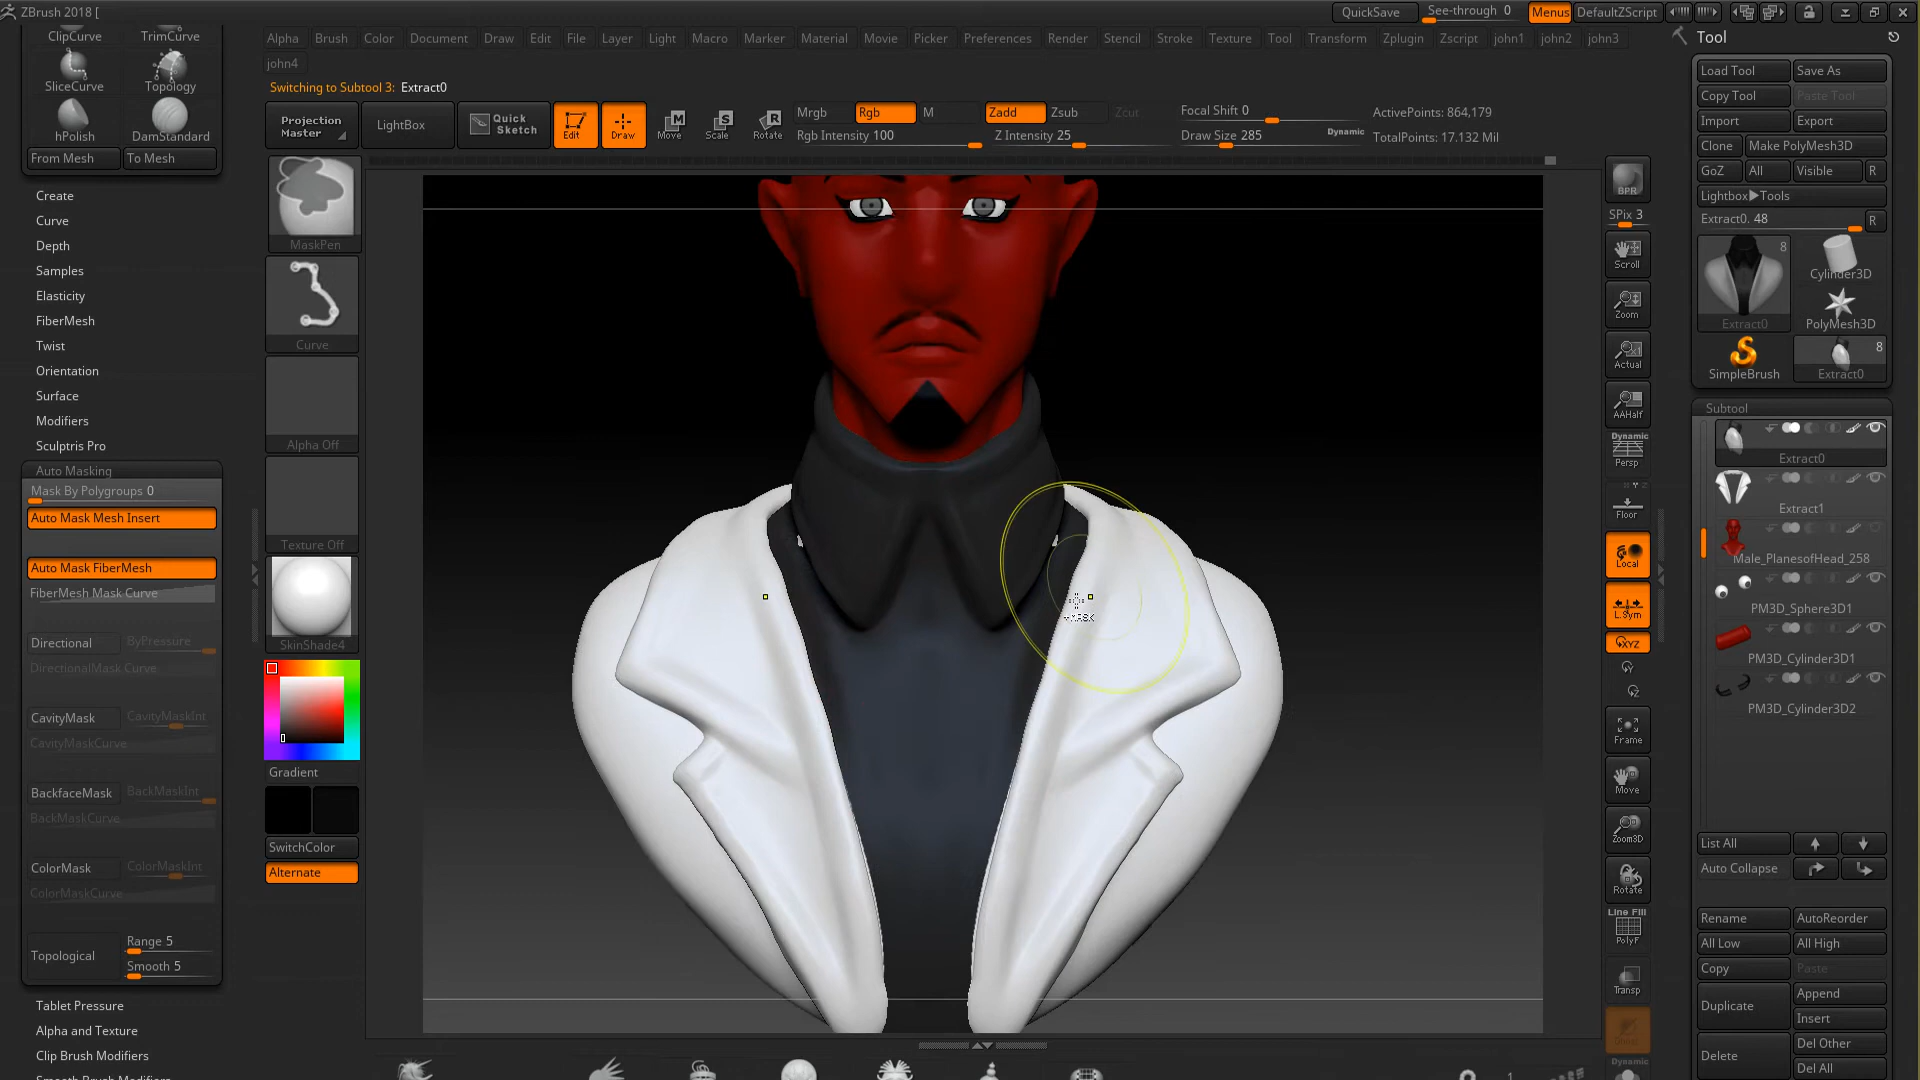 ZBrush 2018 [
QuickSave
See-through 0
Menus
DefaultZScript
ClipCurve
TrimCurve
SliceCurve
Topology
hPolish
DamStandard
From Mesh
To Mesh
Create
Curve
Depth
Samples
Elasticity
FiberMesh
Twist
Orientation
Surface
Modifiers
Sculptris Pro
Auto Masking
Mask By Polygroups 0
Auto Mask Mesh Insert
Auto Mask FiberMesh
FiberMesh Mask Curve
Directional
ByPressure
DirectionalMask Curve
CavityMask
CavityMaskInt
CavityMaskCurve
BackfaceMask
BackMaskInt
BackMaskCurve
ColorMask
ColorMaskInt
ColorMaskCurve
Topological
Range 5
Smooth 5
Tablet Pressure
Alpha and Texture
Clip Brush Modifiers
Smooth Brush Modifiers
Alpha Brush Color Document Draw Edit File Layer Light Macro Marker Material Movie Picker Preferences Render Stencil Stroke Texture Tool Transform Zplugin Zscript john1 john2 john3
john4
Switching to Subtool 3: Extract0
Projection
Master
LightBox
Quick
Sketch
Edit
Draw
Move
Scale
Rotate
Mrgb
Rgb
M
Rgb Intensity 100
Zadd
Zsub
Zcut
Z Intensity 25
Focal Shift 0
Draw Size 285
Dynamic
ActivePoints: 864,179
TotalPoints: 17.132 Mil
MaskPen
Curve
Alpha Off
Texture Off
SkinShade4
Gradient
SwitchColor
Alternate
+MASK
BPR
SPix 3
Scroll
Zoom
Actual
AAHalf
Dynamic
Persp
Floor
Local
L.Sym
XYZ
Frame
Move
Zoom3D
Rotate
Line Fill
PolyF
Transp
Dynamic
Tool
Load Tool
Save As
Copy Tool
Paste Tool
Import
Export
Clone
Make PolyMesh3D
GoZ
All
Visible
R
Lightbox▶Tools
Extract0. 48
R
8
Extract0
Cylinder3D
PolyMesh3D
SimpleBrush
8
Extract0
Subtool
Extract0
Extract1
Male_PlanesofHead_258
PM3D_Sphere3D1
PM3D_Cylinder3D1
PM3D_Cylinder3D2
List All
Auto Collapse
Rename
AutoReorder
All Low
All High
Copy
Paste
Duplicate
Append
Insert
Delete
Del Other
Del All